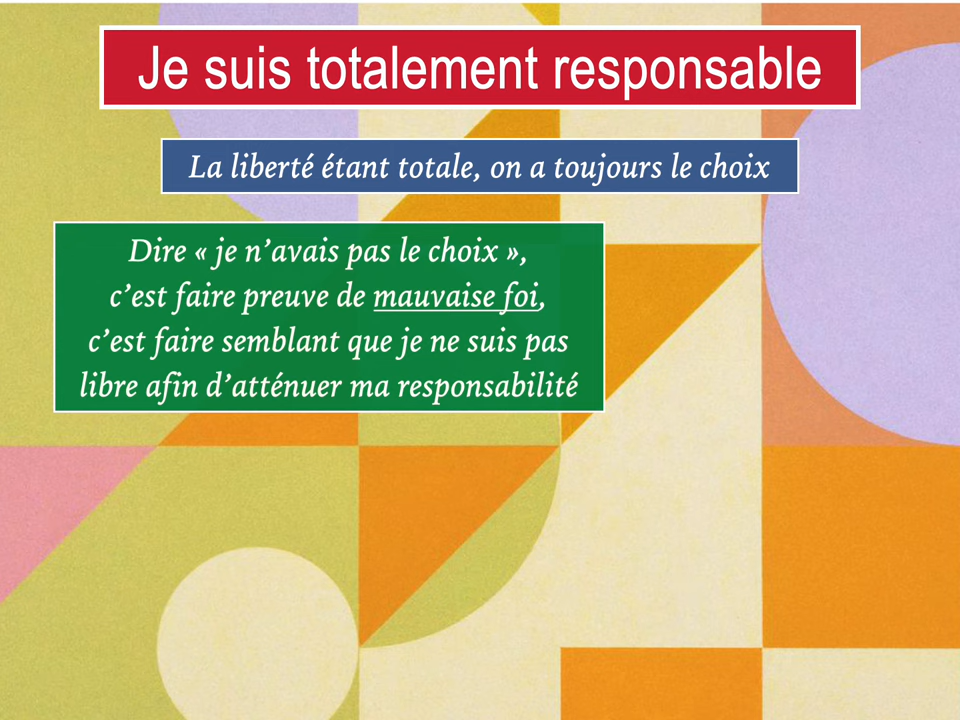 Je suis totalement responsable
La liberté étant totale, on a toujours le choix
Dire « je n’avais pas le choix »,
c’est faire preuve de mauvaise foi,
c’est faire semblant que je ne suis pas
libre afin d’atténuer ma responsabilité